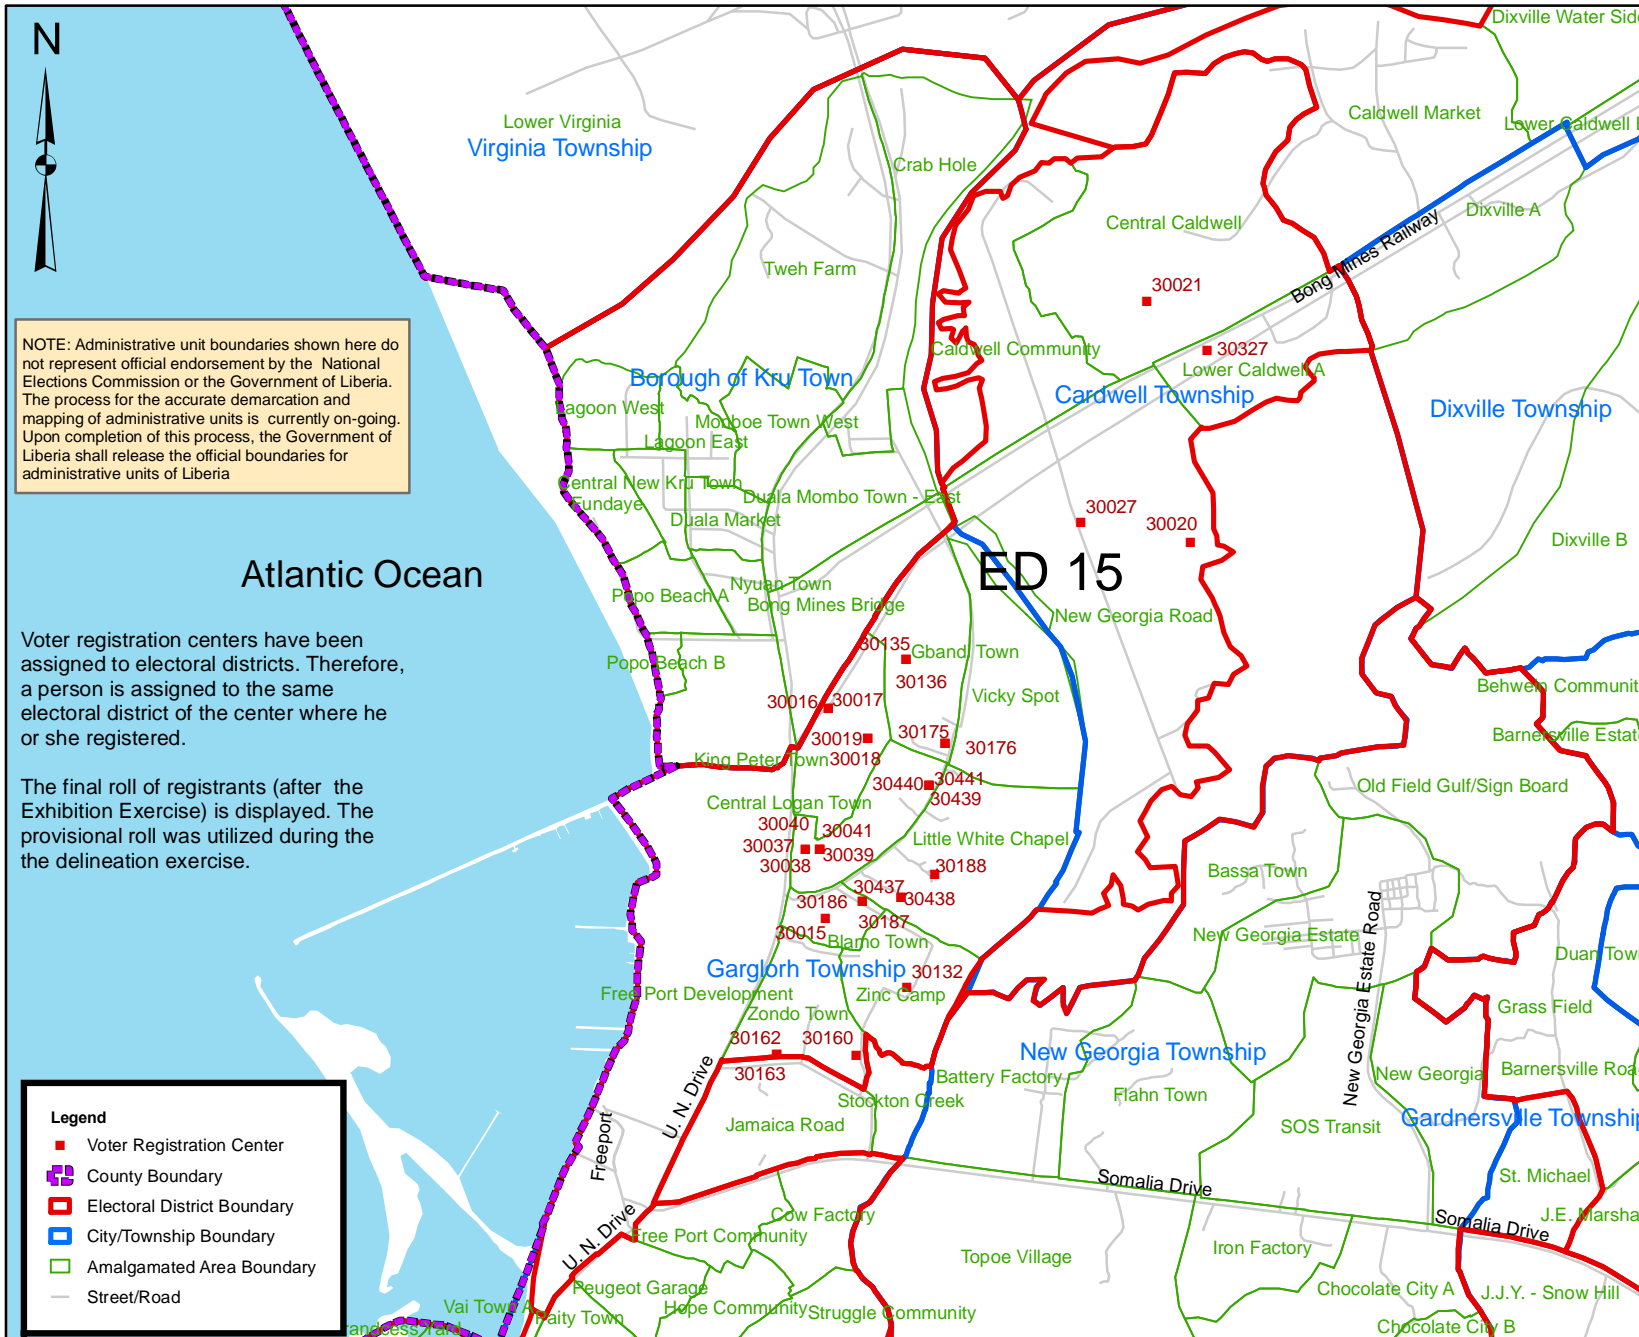 N
Dixville Water Side
Lower Virginia
Virginia Township
Caldwell Market
Lower Caldwell
Crab Hole
Central Caldwell
Dixville A
Bong Mines Railway
Tweh Farm
30021
NOTE: Administrative unit boundaries shown here do
not represent official endorsement by the National
Elections Commission or the Government of Liberia.
The process for the accurate demarcation and
mapping of administrative units is currently on-going.
Upon completion of this process, the Government of
Liberia shall release the official boundaries for
administrative units of Liberia
Caldwell Community
30327
Lower Caldwell A
Borough of Kru Town
Cardwell Township
Dixville Township
Lagoon West
Monboe Town West
Lagoon East
Central New Kru Town
Fundaye
Duala Mombo Town - East
Duala Market
30027
30020
Dixville B
Atlantic Ocean
ED 15
Nyuan Town
Popo Beach A
Bong Mines Bridge
New Georgia Road
Voter registration centers have been
assigned to electoral districts. Therefore,
a person is assigned to the same
electoral district of the center where he
or she registered.
30135
Gbandi Town
Popo Beach B
30136
Vicky Spot
Behwein Communit
30016
30017
30019
30175
30176
Barnersville Estate
King Peter Town
30018
The final roll of registrants (after the
Exhibition Exercise) is displayed. The
provisional roll was utilized during the
the delineation exercise.
30440
30441
30439
Old Field Gulf/Sign Board
Central Logan Town
30040
30041
30037
30039
30038
Little White Chapel
30188
Bassa Town
30437
30438
30186
30187
30015
Blamo Town
New Georgia Estate
New Georgia Estate Road
Duan Town
Garglorh Township
30132
Free Port Development
Zinc Camp
Zondo Town
Grass Field
30162
30160
30163
New Georgia Township
Battery Factory
New Georgia
Barnersville Roa
Stockton Creek
Flahn Town
Gardnersville Township
Jamaica Road
SOS Transit
U. N. Drive
Freeport
Legend
Voter Registration Center
County Boundary
Electoral District Boundary
City/Township Boundary
Amalgamated Area Boundary
Street/Road
Somalia Drive
St. Michael
Cow Factory
J.E. Marsha
Somalia Drive
U. N. Drive
Free Port Community
Topoe Village
Iron Factory
Peugeot Garage
Chocolate City A
J.J.Y. - Snow Hill
Vai Town A
Raity Town
Hope Community
Struggle Community
Chocolate City B